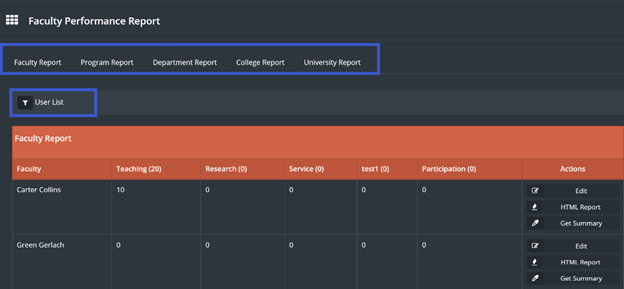 Faculty Performance Report
Faculty Report Program Report Department Report College Report University Report
User List
Faculty Report
Faculty Teaching (20) Research (0) Service (0) test1 (0) Participation (0) Actions
Carter Collins 10 0 0 0 0 Edit
HTML Report
Get Summary
Green Gerlach 0 0 0 0 0 Edit
HTML Report
Get Summary